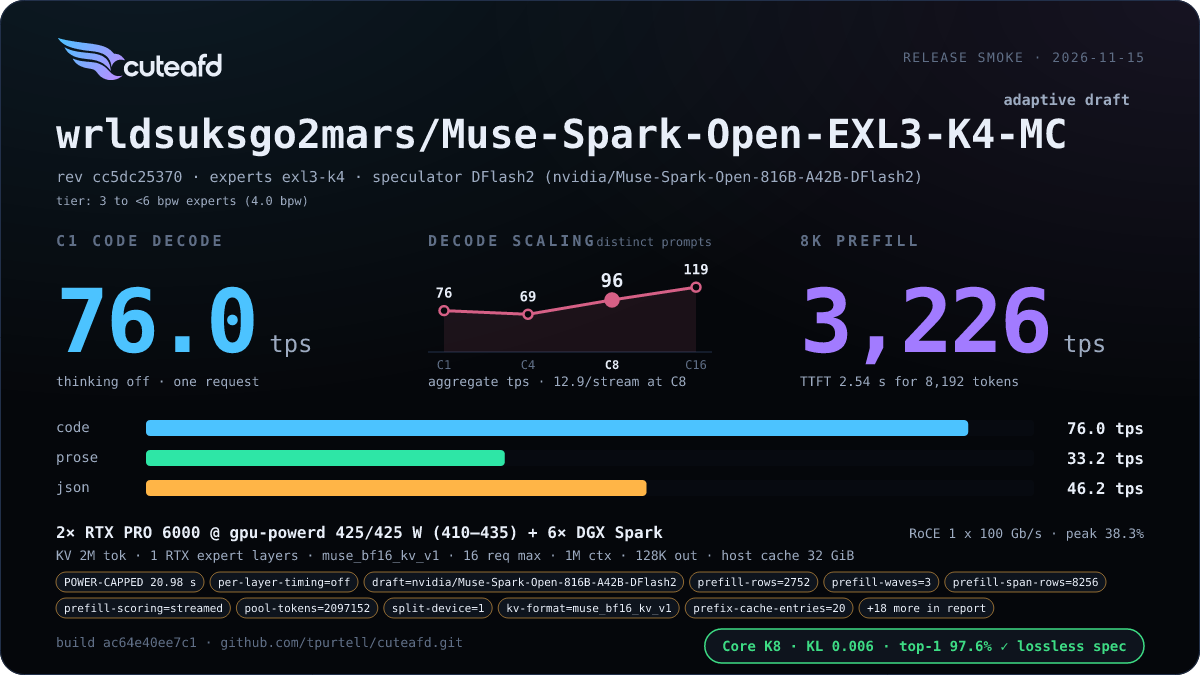 cuteafd
RELEASE SMOKE · 2026-11-15
adaptive draft
wrldsuksgo2mars/Muse-Spark-Open-EXL3-K4-MC
rev cc5dc25370 · experts exl3-k4 · speculator DFlash2 (nvidia/Muse-Spark-Open-816B-A42B-DFlash2)
tier: 3 to <6 bpw experts (4.0 bpw)
C1 CODE DECODE
76.0 tps
thinking off · one request
DECODE SCALING distinct prompts
76 69 96 119
C1 C4 C8 C16
aggregate tps · 12.9/stream at C8
8K PREFILL
3,226 tps
TTFT 2.54 s for 8,192 tokens
code 76.0 tps
prose 33.2 tps
json 46.2 tps
2× RTX PRO 6000 @ gpu-powerd 425/425 W (410–435) + 6× DGX Spark
RoCE 1 x 100 Gb/s · peak 38.3%
KV 2M tok · 1 RTX expert layers · muse_bf16_kv_v1 · 16 req max · 1M ctx · 128K out · host cache 32 GiB
POWER-CAPPED 20.98 s per-layer-timing=off draft=nvidia/Muse-Spark-Open-816B-A42B-DFlash2 prefill-rows=2752 prefill-waves=3 prefill-span-rows=8256
prefill-scoring=streamed pool-tokens=2097152 split-device=1 kv-format=muse_bf16_kv_v1 prefix-cache-entries=20 +18 more in report
build ac64e40ee7c1 · github.com/tpurtell/cuteafd.git
Core K8 · KL 0.006 · top-1 97.6% ✓ lossless spec